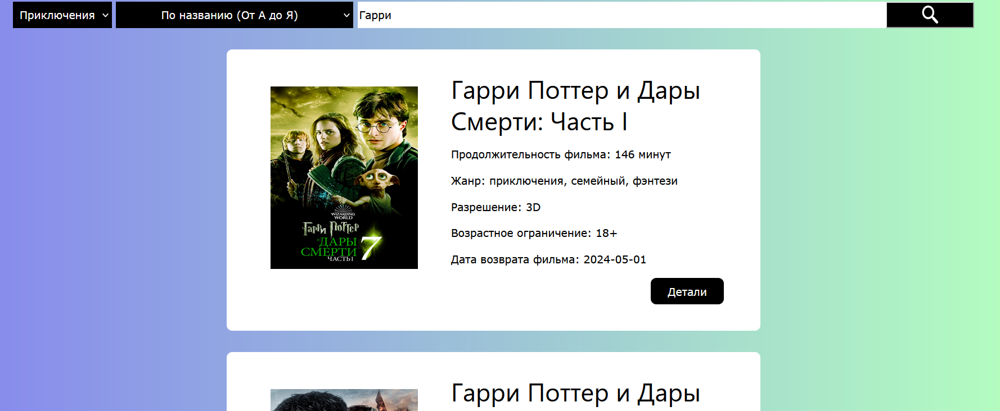 Приключения
По названию (От А до Я)
Гарри
Гарри Поттер и Дары
Смерти: Часть I
Продолжительность фильма: 146 минут
Жанр: приключения, семейный, фэнтези
Разрешение: 3D
Возрастное ограничение: 18+
Дата возврата фильма: 2024-05-01
WIZARDING
WORLD
Гарри Поттер
и ДАРЫ
СМЕРТИ 7
ЧАСТЬ I
Детали
Гарри Поттер и Дары